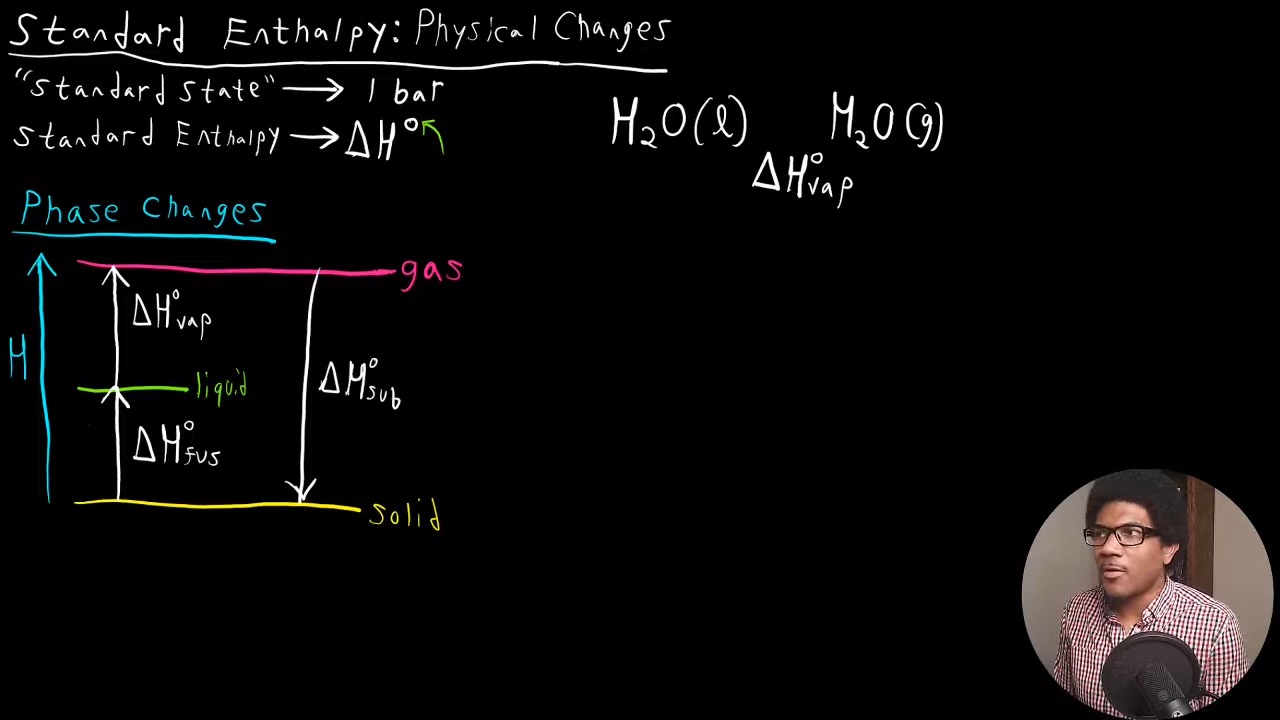 Standard Enthalpy: Physical Changes
"Standard State" → 1 bar
Standard Enthalpy → ΔH°
H₂O(l) H₂O(g)
ΔH°vap
Phase Changes
gas
ΔH°vap
H
liquid
ΔH°sub
ΔH°fus
solid